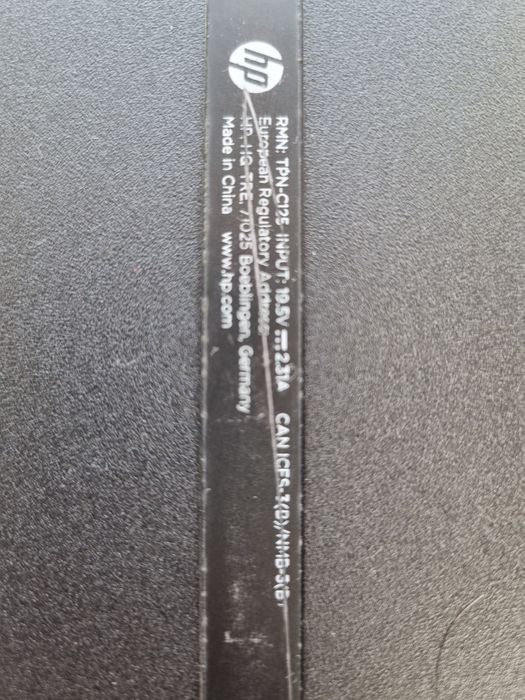 hp
RMN: TPN-C125 INPUT: 19.5V ⎓ 2.31A CAN ICES-3(B)/NMB-3(B)
European Regulatory Address:
HP, HQ-TRE, 71025 Boeblingen, Germany
Made in China www.hp.com